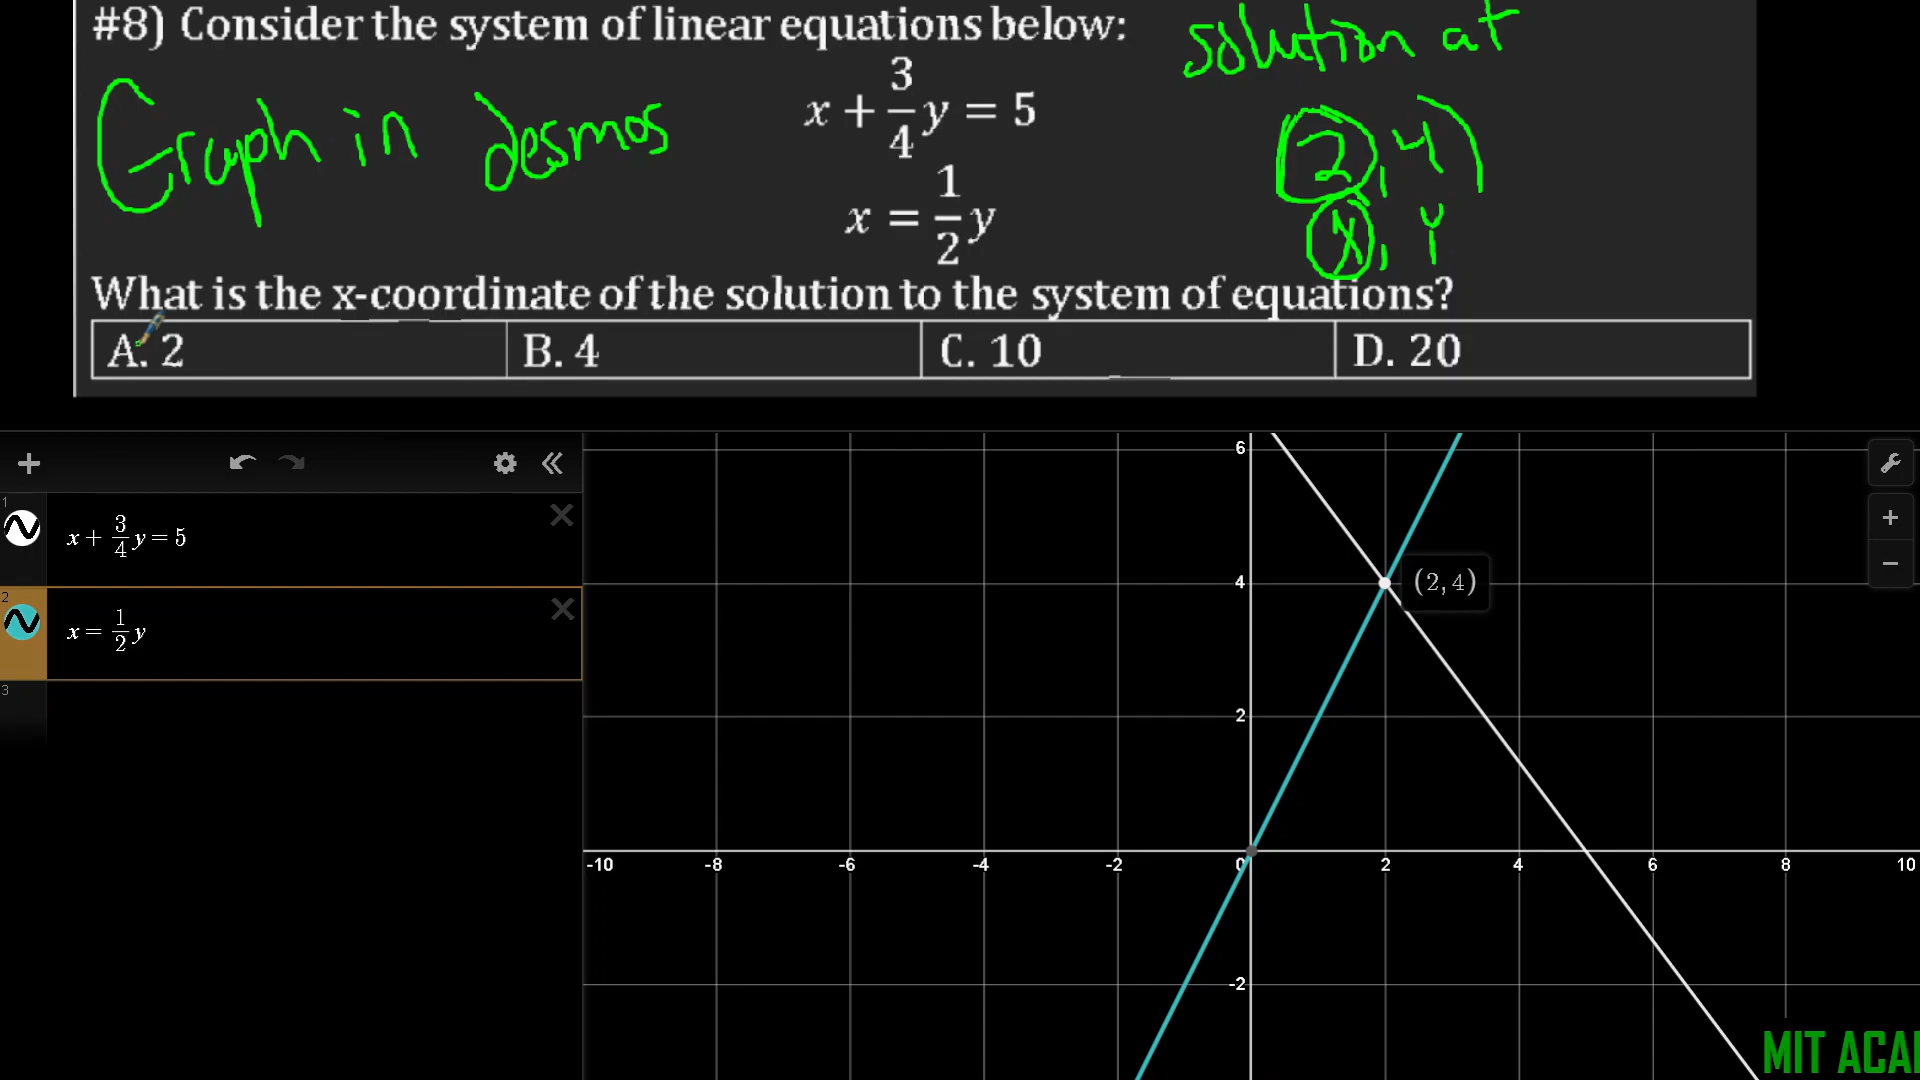 #8) Consider the system of linear equations below:
solution at
Graph in desmos
x + 3/4 y = 5
(2, 4)
x = 1/2 y
x, y
What is the x-coordinate of the solution to the system of equations?
A. 2 B. 4 C. 10 D. 20
1
x + 3/4 y = 5
2
x = 1/2 y
3
6
4
(2, 4)
2
-10 -8 -6 -4 -2 0 2 4 6 8 10
-2
MIT ACA